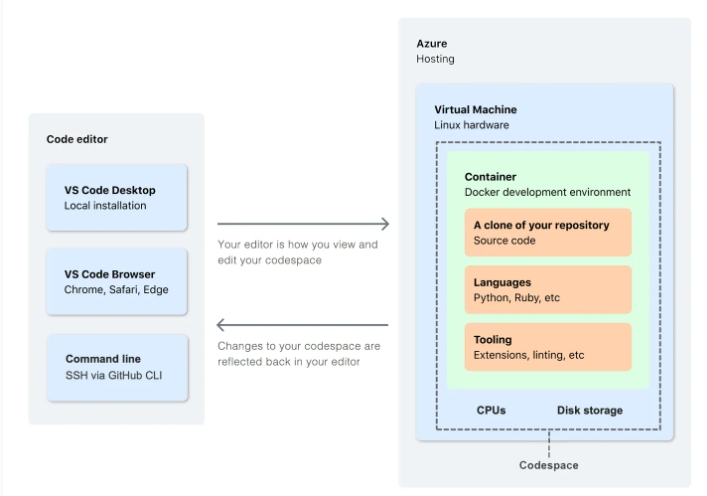 Code editor
VS Code Desktop
Local installation
VS Code Browser
Chrome, Safari, Edge
Command line
SSH via GitHub CLI
Your editor is how you view and
edit your codespace
Changes to your codespace are
reflected back in your editor
Azure
Hosting
Virtual Machine
Linux hardware
Container
Docker development environment
A clone of your repository
Source code
Languages
Python, Ruby, etc
Tooling
Extensions, linting, etc
CPUs
Disk storage
Codespace